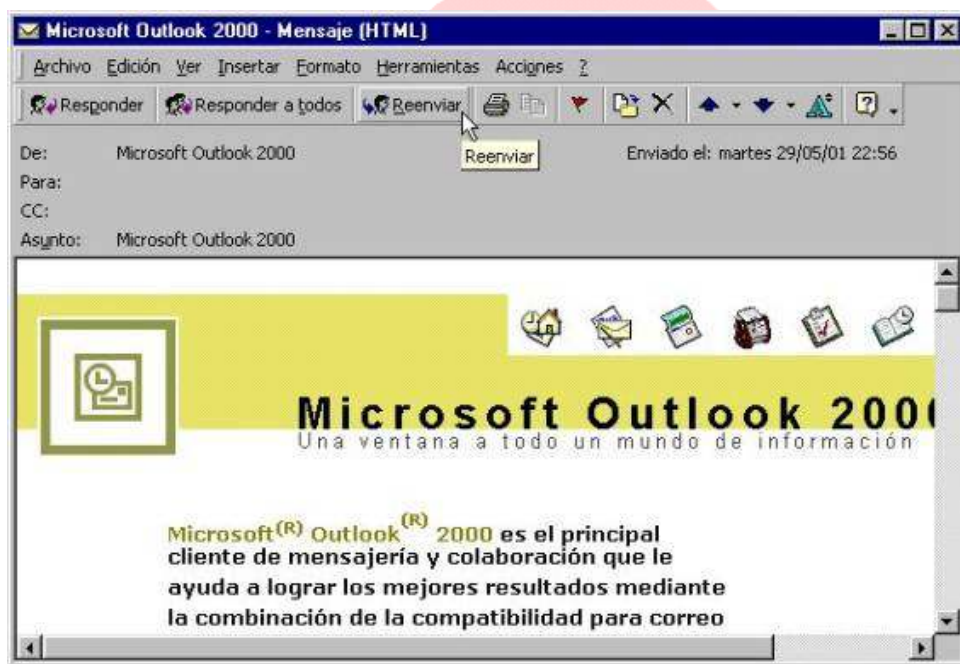 Microsoft Outlook 2000 - Mensaje (HTML)
Archivo Edición Ver Insertar Formato Herramientas Acciones ?
Responder Responder a todos Reenviar
De: Microsoft Outlook 2000 Reenviar Enviado el: martes 29/05/01 22:56
Para:
CC:
Asunto: Microsoft Outlook 2000
Microsoft Outlook 200
Una ventana a todo un mundo de información
Microsoft(R) Outlook(R) 2000 es el principal
cliente de mensajería y colaboración que le
ayuda a lograr los mejores resultados mediante
la combinación de la compatibilidad para correo